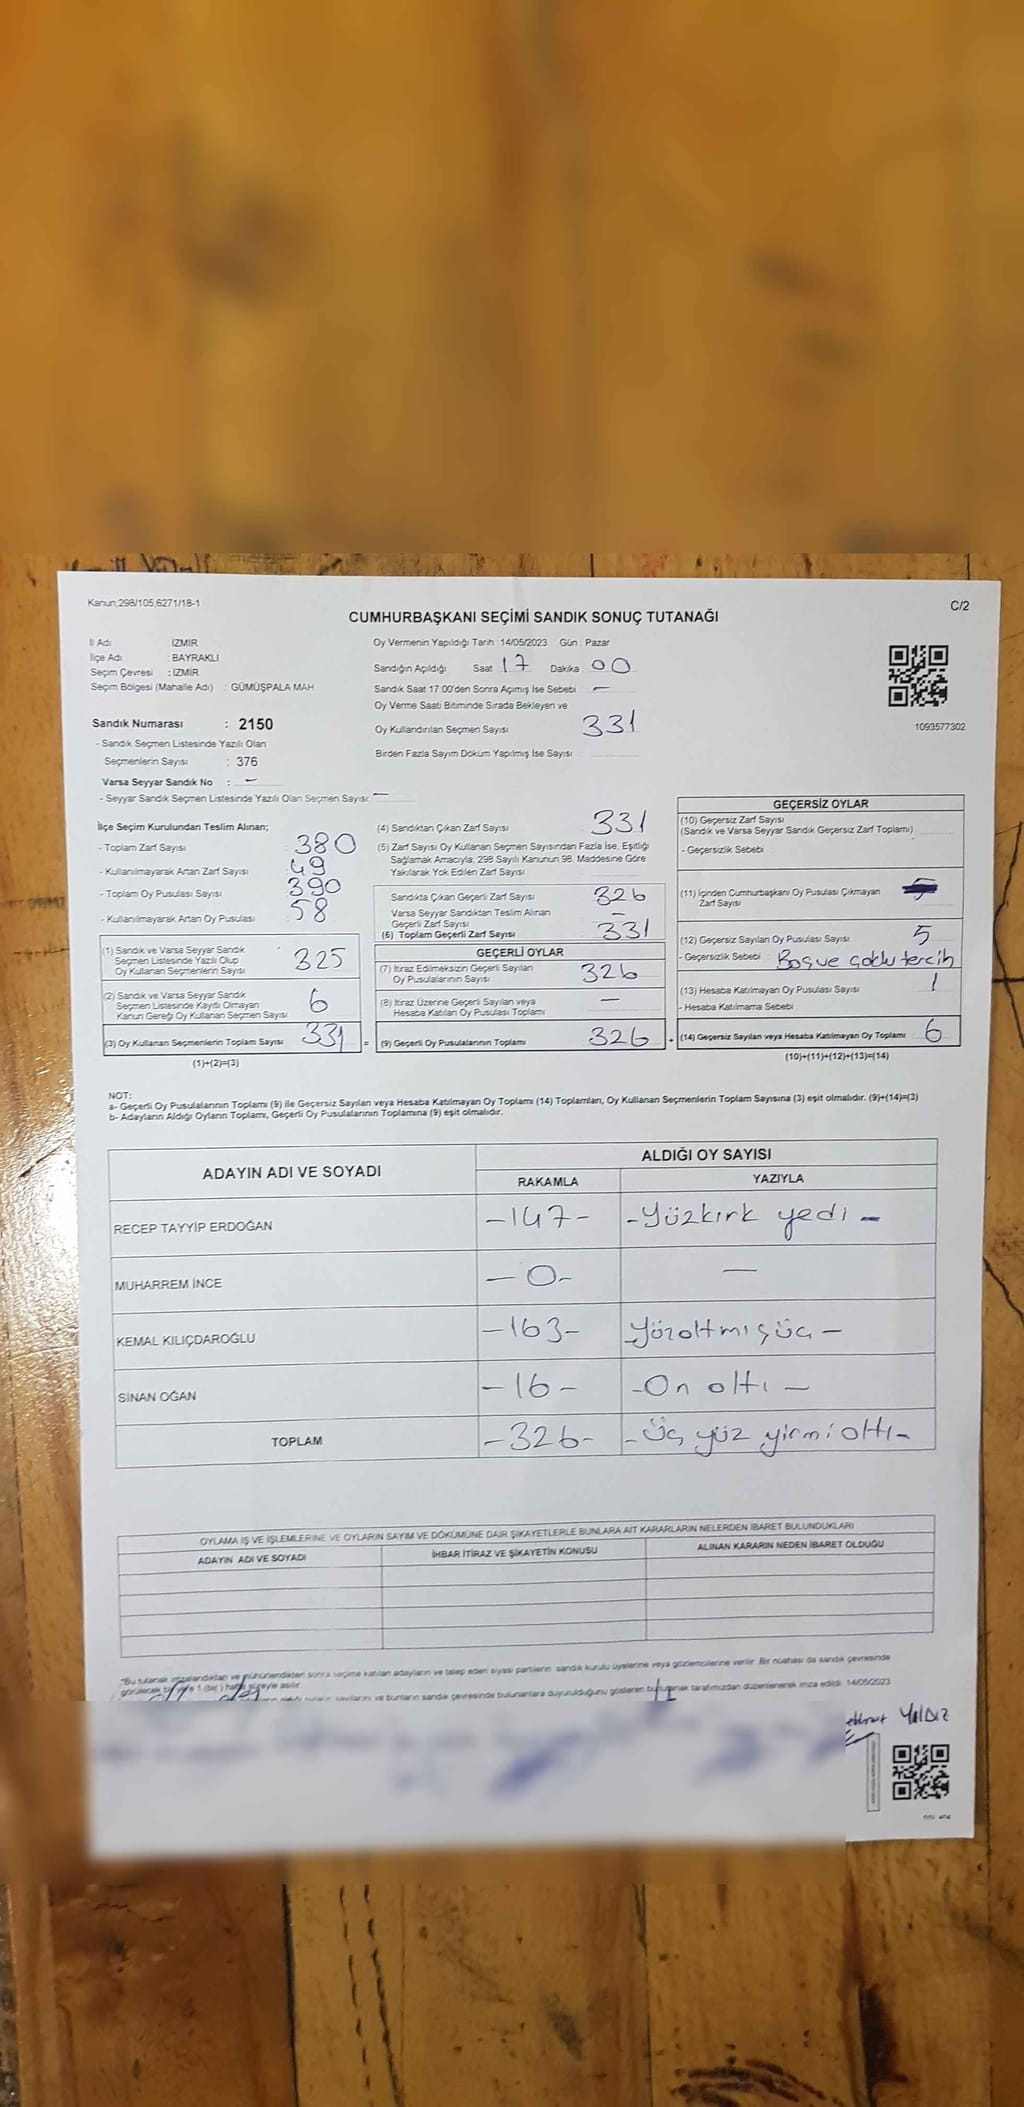 Kanun;298/105;6271/18-1
C/2
CUMHURBAŞKANI SEÇİMİ SANDIK SONUÇ TUTANAĞI
İl Adı : İZMİR
İlçe Adı : BAYRAKLI
Seçim Çevresi : İZMİR
Seçim Bölgesi (Mahalle Adı) : GÜMÜŞPALA MAH
Oy Vermenin Yapıldığı Tarih :14/05/2023 Gün : Pazar
Sandığın Açıldığı Saat 17 Dakika : 00
Sandık Saat 17:00'den Sonra Açımış İse Sebebi : —
Oy Verme Saati Bitiminde Sırada Bekleyen ve
Oy Kullandırılan Seçmen Sayısı : 331
Birden Fazla Sayım Döküm Yapılmış İse Sayısı :
1093577302
Sandık Numarası : 2150
- Sandık Seçmen Listesinde Yazılı Olan
Seçmenlerin Sayısı : 376
Varsa Seyyar Sandık No : —
- Seyyar Sandık Seçmen Listesinde Yazılı Olan Seçmen Sayısı: —
İlçe Seçim Kurulundan Teslim Alınan;
- Toplam Zarf Sayısı : 380
- Kullanılmayarak Artan Zarf Sayısı : 49
- Toplam Oy Pusulası Sayısı : 390
- Kullanılmayarak Artan Oy Pusulası : 58
(1) Sandık ve Varsa Seyyar Sandık
Seçmen Listesinde Yazılı Olup
Oy Kullanan Seçmenlerin Sayısı : 325
(2) Sandık ve Varsa Seyyar Sandık
Seçmen Listesinde Kayıtlı Olmayan
Kanun Gereği Oy Kullanan Seçmen Sayısı : 6
(3) Oy Kullanan Seçmenlerin Toplam Sayısı : 331 =
(1)+(2)=(3)
(4) Sandıktan Çıkan Zarf Sayısı : 331
(5) Zarf Sayısı Oy Kullanan Seçmen Sayısından Fazla İse, Eşitliği
Sağlamak Amacıyla; 298 Sayılı Kanunun 98. Maddesine Göre
Yakılarak Yok Edilen Zarf Sayısı :
Sandıkta Çıkan Geçerli Zarf Sayısı : 326
Varsa Seyyar Sandıktan Teslim Alınan
Geçerli Zarf Sayısı : —
(6) Toplam Geçerli Zarf Sayısı : 331
GEÇERLİ OYLAR
(7) İtiraz Edilmeksizin Geçerli Sayılan
Oy Pusulalarının Sayısı : 326
(8) İtiraz Üzerine Geçerli Sayılan veya
Hesaba Katılan Oy Pusulası Toplamı : —
(9) Geçerli Oy Pusulalarının Toplamı : 326 +
GEÇERSİZ OYLAR
(10) Geçersiz Zarf Sayısı
(Sandık ve Varsa Seyyar Sandık Geçersiz Zarf Toplamı) :
- Geçersizlik Sebebi :
(11) İçinden Cumhurbaşkanı Oy Pusulası Çıkmayan
Zarf Sayısı
(12) Geçersiz Sayılan Oy Pusulası Sayısı : 5
- Geçersizlik Sebebi : Boş ve çoklu tercih
(13) Hesaba Katılmayan Oy Pusulası Sayısı : 1
- Hesaba Katılmama Sebebi :
(14) Geçersiz Sayılan veya Hesaba Katılmayan Oy Toplamı : 6
(10)+(11)+(12)+(13)=(14)
NOT:
a- Geçerli Oy Pusulalarının Toplamı (9) ile Geçersiz Sayılan veya Hesaba Katılmayan Oy Toplamı (14) Toplamları, Oy Kullanan Seçmenlerin Toplam Sayısına (3) eşit olmalıdır. (9)+(14)=(3)
b- Adayların Aldığı Oyların Toplamı, Geçerli Oy Pusulalarının Toplamına (9) eşit olmalıdır.
ADAYIN ADI VE SOYADI
ALDIĞI OY SAYISI
RAKAMLA YAZIYLA
RECEP TAYYİP ERDOĞAN -147- -Yüzkırk yedi -
MUHARREM İNCE -0- —
KEMAL KILIÇDAROĞLU -163- Yüzaltmışüç -
SİNAN OĞAN -16- -On altı -
TOPLAM -326- -Üç yüz yirmi altı-
OYLAMA İŞ VE İŞLEMLERİNE VE OYLARIN SAYIM VE DÖKÜMÜNE DAİR ŞİKAYETLERLE BUNLARA AİT KARARLARIN NELERDEN İBARET BULUNDUKLARI
ADAYIN ADI VE SOYADI İHBAR İTİRAZ VE ŞİKAYETİN KONUSU ALINAN KARARIN NEDEN İBARET OLDUĞU
"Bu tutanak imzalandıktan ve mühürlendikten sonra seçime katılan adayların ve talep eden siyasi partilerin sandık kurulu üyelerine veya gözlemcilerine verilir. Bir nüshası da sandık çevresinde
görülecek bir yere 1 (bir) hafta süreyle asılır.
sayılarını ve bunların sandık çevresinde bulunanlara duyurulduğunu gösteren bu tutanak tarafımızdan düzenlenerek imza edildi. 14/05/2023
YILDIZ